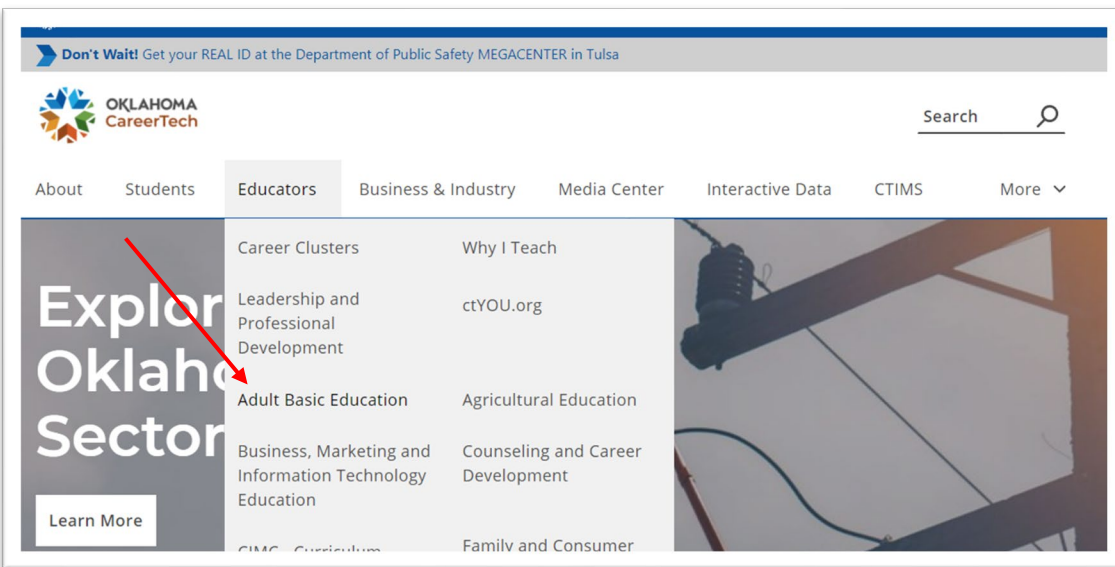 Don't Wait! Get your REAL ID at the Department of Public Safety MEGACENTER in Tulsa
OKLAHOMA
CareerTech
Search
About Students Educators Business & Industry Media Center Interactive Data CTIMS More
Career Clusters
Why I Teach
Leadership and
Professional
Development
ctYOU.org
Adult Basic Education
Agricultural Education
Business, Marketing and
Information Technology
Education
Counseling and Career
Development
CIMC - Curriculum
Family and Consumer
Explor
Oklaho
Sector
Learn More